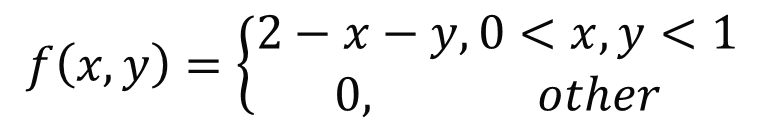 f(x, y) = {2 − x − y, 0 < x, y < 1
0, other